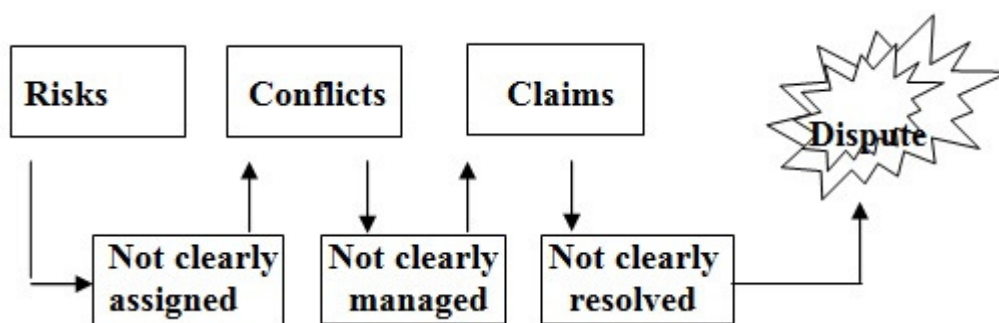 Risks
Conflicts
Claims
Dispute
Not clearly
assigned
Not clearly
managed
Not clearly
resolved